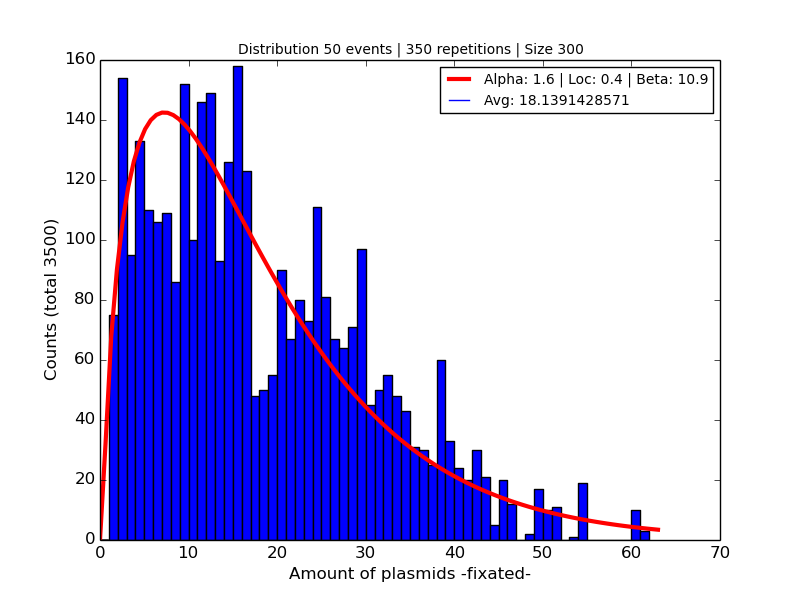 Distribution 50 events | 350 repetitions | Size 300
Alpha: 1.6 | Loc: 0.4 | Beta: 10.9
Avg: 18.1391428571
160
140
120
100
80
60
40
20
0
Counts (total 3500)
0 10 20 30 40 50 60 70
Amount of plasmids -fixated-